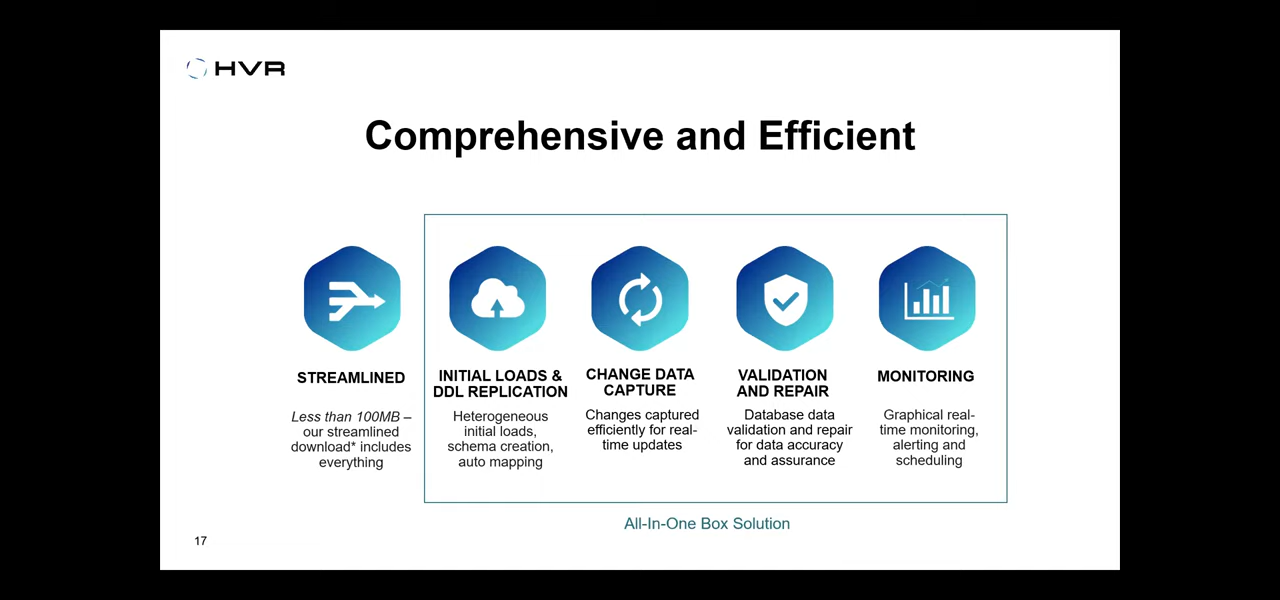 HVR
Comprehensive and Efficient
STREAMLINED
Less than 100MB –
our streamlined
download* includes
everything
INITIAL LOADS &
DDL REPLICATION
Heterogeneous
initial loads,
schema creation,
auto mapping
CHANGE DATA
CAPTURE
Changes captured
efficiently for real-
time updates
VALIDATION
AND REPAIR
Database data
validation and repair
for data accuracy
and assurance
MONITORING
Graphical real-
time monitoring,
alerting and
scheduling
All-In-One Box Solution
17